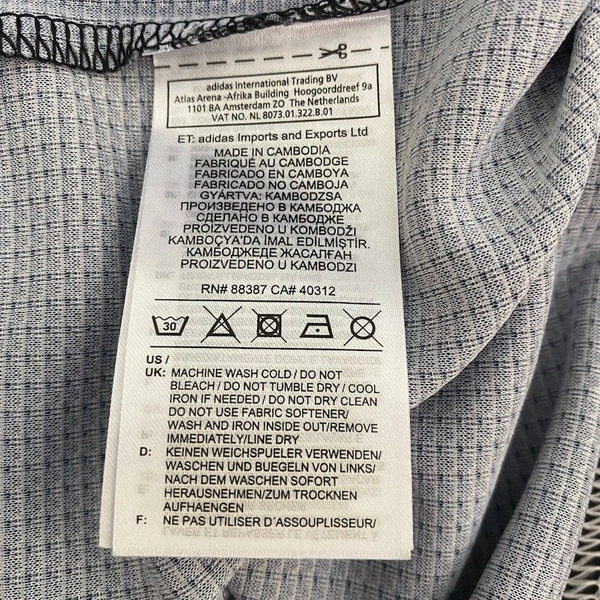 adidas International Trading BV
Atlas Arena -Afrika Building Hoogoorddreef 9a
1101 BA Amsterdam ZO The Netherlands
VAT NO. NL 8073.01.322.B.01
ET: adidas Imports and Exports Ltd
MADE IN CAMBODIA
FABRIQUÉ AU CAMBODGE
FABRICADO EN CAMBOYA
FABRICADO NO CAMBOJA
GYÁRTVA: KAMBODZSA
ПРОИЗВЕДЕНО В КАМБОДЖА
СДЕЛАНО В КАМБОДЖЕ
PROIZVEDENO U KOMBODŽI
KAMBOÇYA'DA İMAL EDİLMİŞTİR.
КАМБОДЖЕДЕ ЖАСАЛҒАН
PROIZVEDENO U KAMBODZI
RN# 88387 CA# 40312
30
US /
UK: MACHINE WASH COLD / DO NOT
BLEACH / DO NOT TUMBLE DRY / COOL
IRON IF NEEDED / DO NOT DRY CLEAN
DO NOT USE FABRIC SOFTENER/
WASH AND IRON INSIDE OUT/REMOVE
IMMEDIATELY/LINE DRY
D: KEINEN WEICHSPUELER VERWENDEN/
WASCHEN UND BUEGELN VON LINKS/
NACH DEM WASCHEN SOFORT
HERAUSNEHMEN/ZUM TROCKNEN
AUFHAENGEN
F: NE PAS UTILISER D´ASSOUPLISEUR/